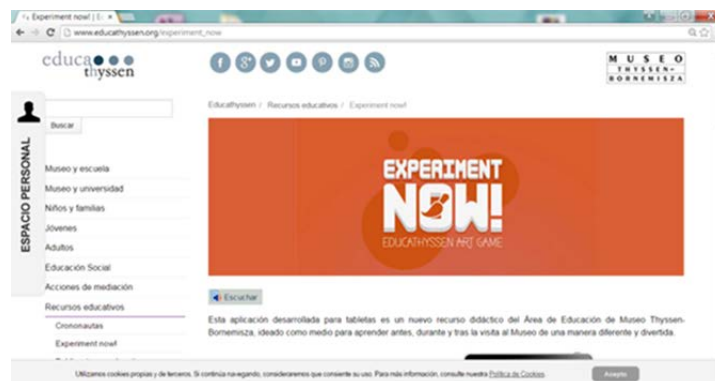 Experiment now! | E
www.educathyssen.org/experiment_now
educa
thyssen
MUSEO
THYSSEN-
BORNEMISZA
Educathyssen / Recursos educativos / Experiment now!
Buscar
ESPACIO PERSONAL
Museo y escuela
Museo y universidad
Niños y familias
Jóvenes
Adultos
Educación Social
Acciones de mediación
Recursos educativos
Crononautas
Experiment now!
EXPERIMENT
NOW!
EDUCATHYSSEN ART GAME
Escuchar
Esta aplicación desarrollada para tabletas es un nuevo recurso didáctico del Área de Educación de Museo Thyssen-
Bornemisza, ideado como medio para aprender antes, durante y tras la visita al Museo de una manera diferente y divertida.
Utilizamos cookies propias y de terceros. Si continúa navegando, consideraremos que consiente su uso. Para más información, consulte nuestra Política de Cookies.
Acepto